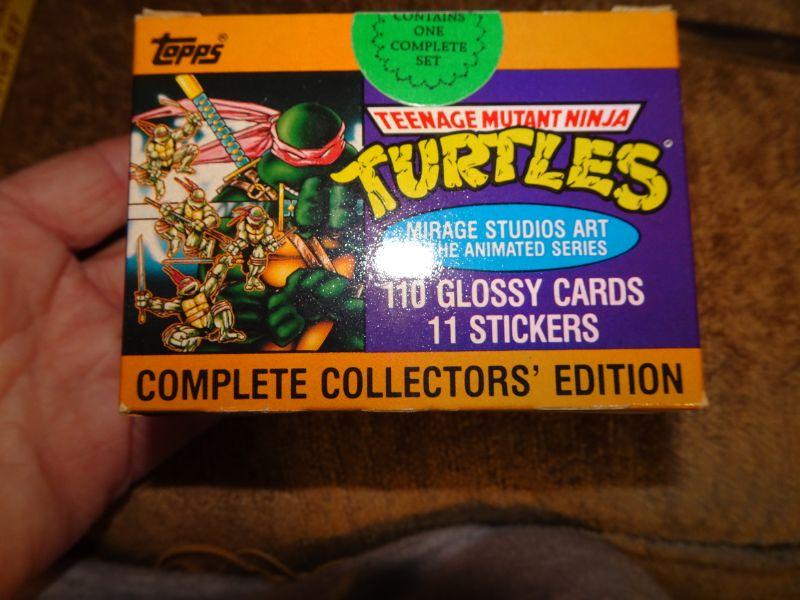 topps®
CONTAINS
ONE
COMPLETE
SET
TEENAGE MUTANT NINJA
TURTLES®
MIRAGE STUDIOS ART
ANIMATED SERIES
110 GLOSSY CARDS
11 STICKERS
COMPLETE COLLECTORS' EDITION